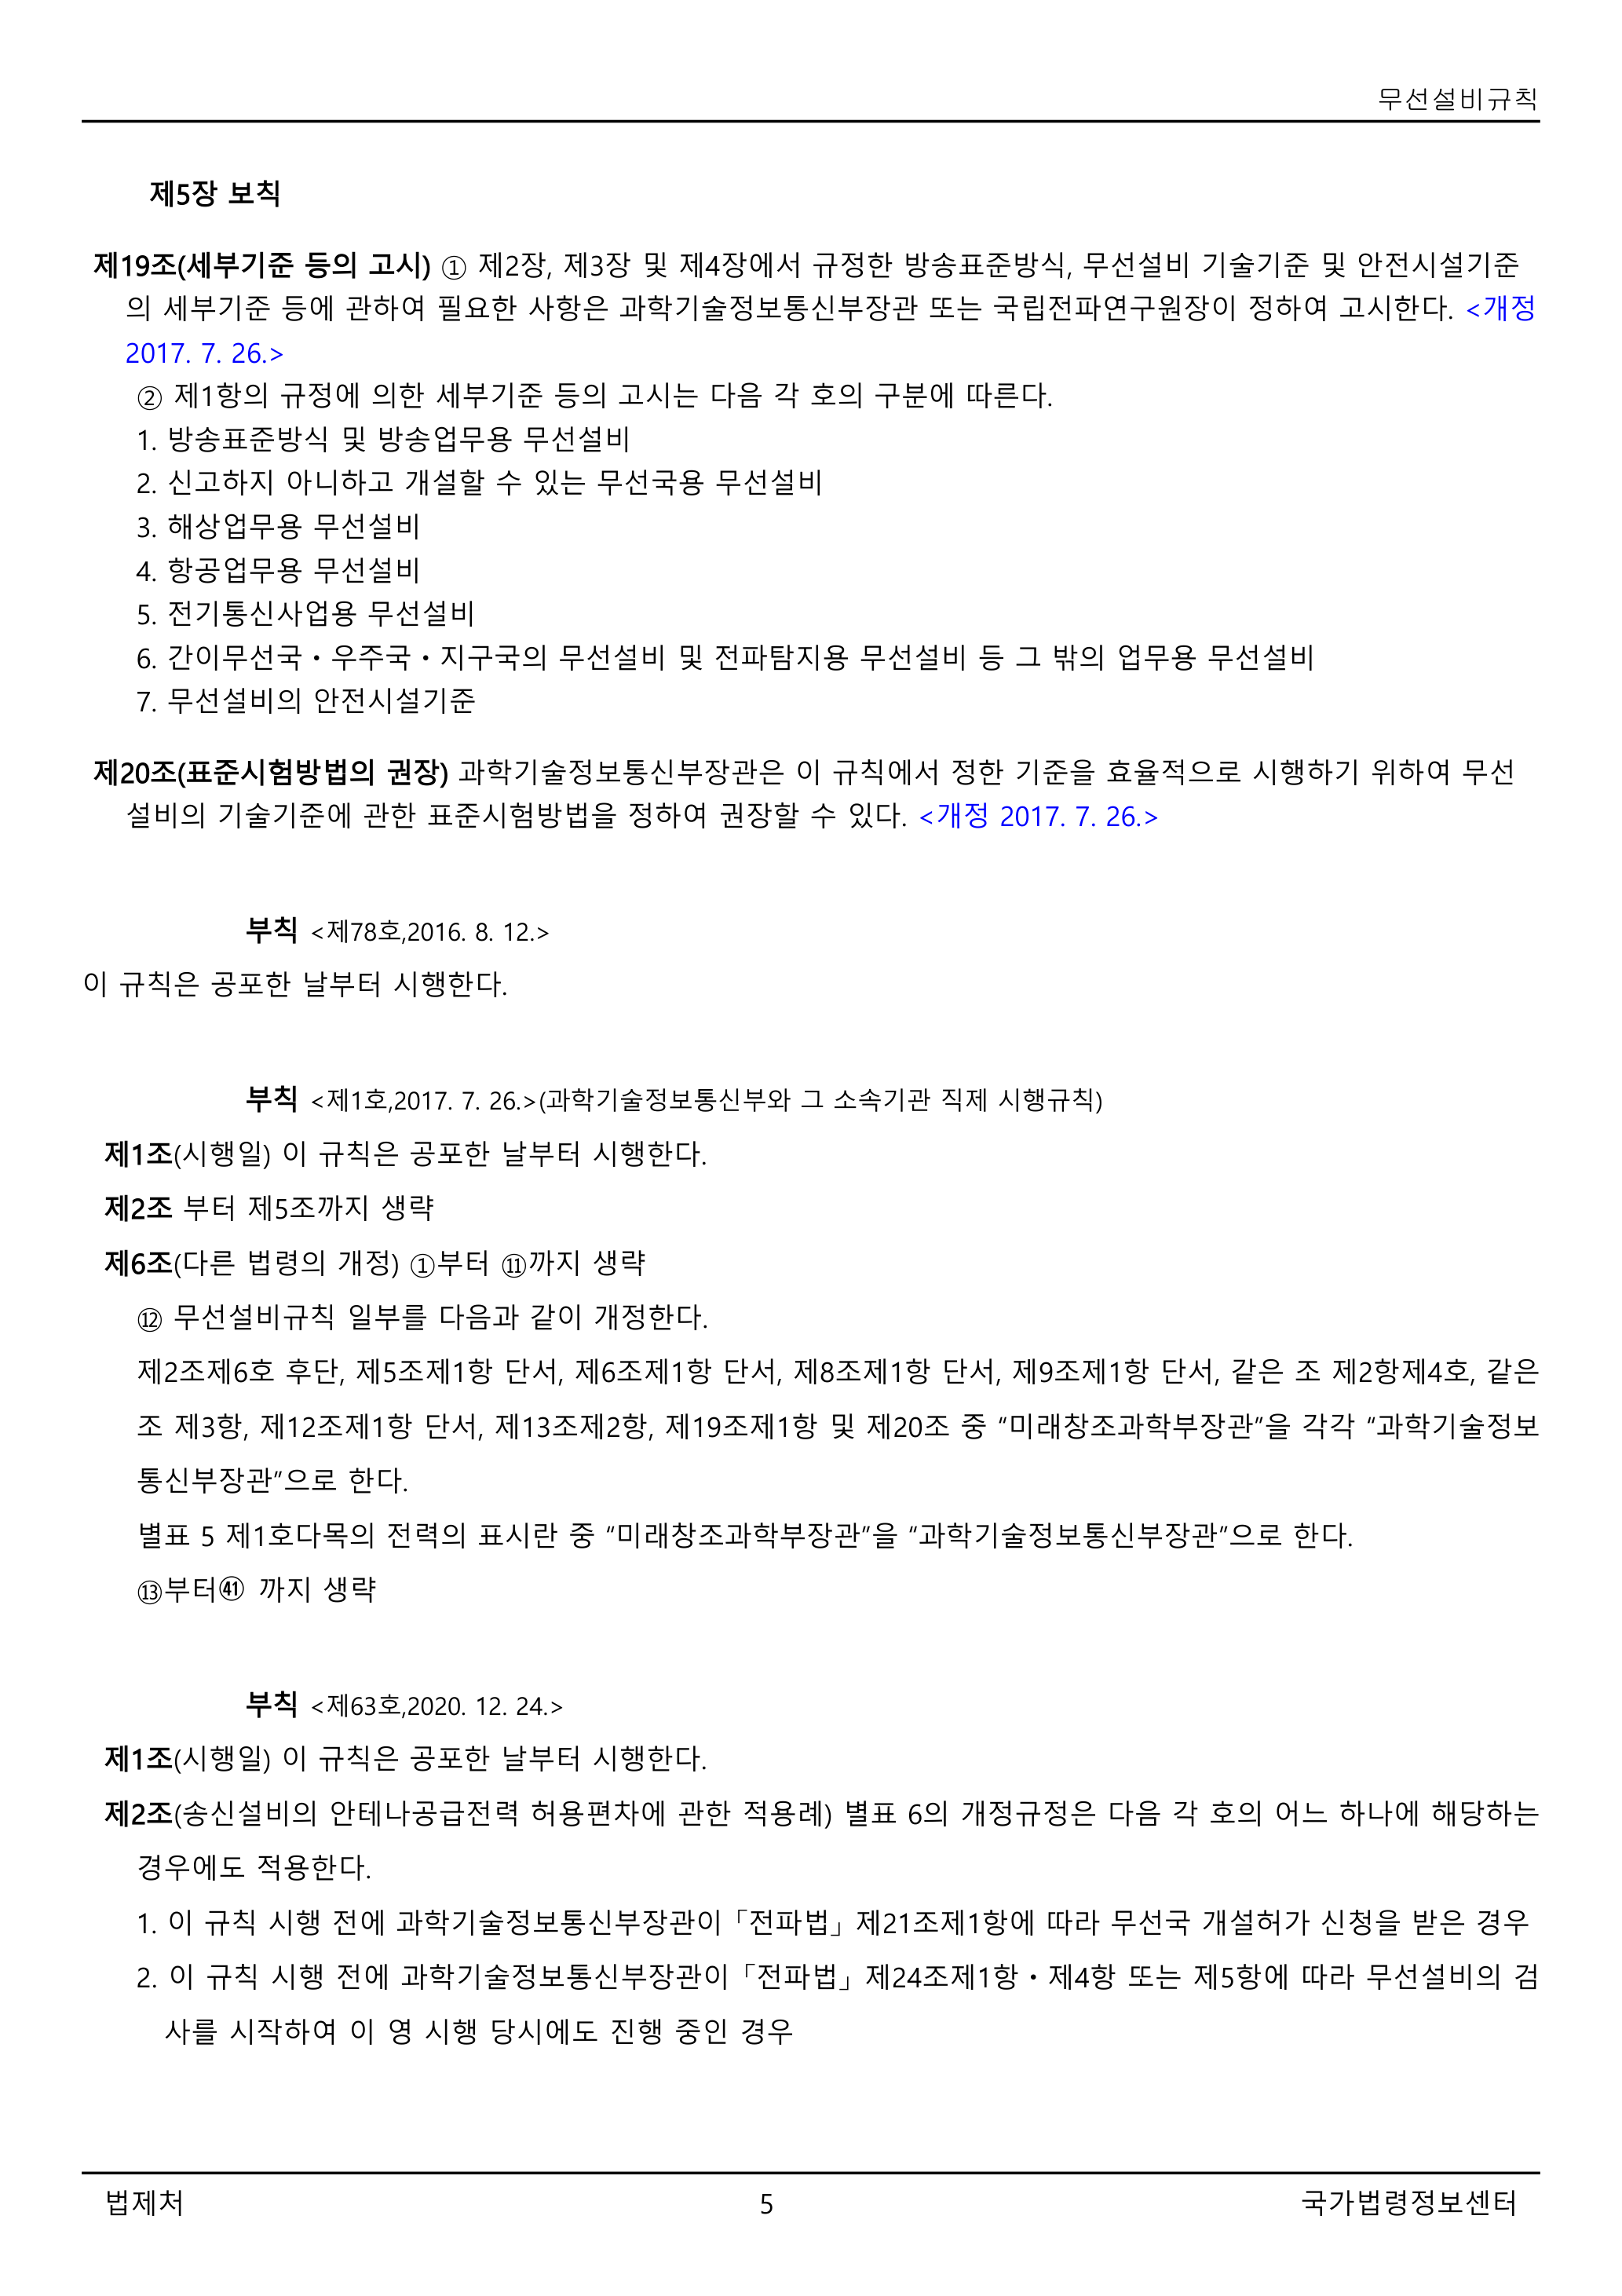 무선설비규칙
제5장 보칙
제19조(세부기준 등의 고시) ① 제2장, 제3장 및 제4장에서 규정한 방송표준방식, 무선설비 기술기준 및 안전시설기준
의 세부기준 등에 관하여 필요한 사항은 과학기술정보통신부장관 또는 국립전파연구원장이 정하여 고시한다. <개정
2017. 7. 26.>
② 제1항의 규정에 의한 세부기준 등의 고시는 다음 각 호의 구분에 따른다.
1. 방송표준방식 및 방송업무용 무선설비
2. 신고하지 아니하고 개설할 수 있는 무선국용 무선설비
3. 해상업무용 무선설비
4. 항공업무용 무선설비
5. 전기통신사업용 무선설비
6. 간이무선국ㆍ우주국ㆍ지구국의 무선설비 및 전파탐지용 무선설비 등 그 밖의 업무용 무선설비
7. 무선설비의 안전시설기준
제20조(표준시험방법의 권장) 과학기술정보통신부장관은 이 규칙에서 정한 기준을 효율적으로 시행하기 위하여 무선
설비의 기술기준에 관한 표준시험방법을 정하여 권장할 수 있다. <개정 2017. 7. 26.>
부칙 <제78호,2016. 8. 12.>
이 규칙은 공포한 날부터 시행한다.
부칙 <제1호,2017. 7. 26.>(과학기술정보통신부와 그 소속기관 직제 시행규칙)
제1조(시행일) 이 규칙은 공포한 날부터 시행한다.
제2조 부터 제5조까지 생략
제6조(다른 법령의 개정) ①부터 ⑪까지 생략
⑫ 무선설비규칙 일부를 다음과 같이 개정한다.
제2조제6호 후단, 제5조제1항 단서, 제6조제1항 단서, 제8조제1항 단서, 제9조제1항 단서, 같은 조 제2항제4호, 같은
조 제3항, 제12조제1항 단서, 제13조제2항, 제19조제1항 및 제20조 중 “미래창조과학부장관”을 각각 “과학기술정보
통신부장관”으로 한다.
별표 5 제1호다목의 전력의 표시란 중 “미래창조과학부장관”을 “과학기술정보통신부장관”으로 한다.
⑬부터㊶ 까지 생략
부칙 <제63호,2020. 12. 24.>
제1조(시행일) 이 규칙은 공포한 날부터 시행한다.
제2조(송신설비의 안테나공급전력 허용편차에 관한 적용례) 별표 6의 개정규정은 다음 각 호의 어느 하나에 해당하는
경우에도 적용한다.
1. 이 규칙 시행 전에 과학기술정보통신부장관이「전파법」제21조제1항에 따라 무선국 개설허가 신청을 받은 경우
2. 이 규칙 시행 전에 과학기술정보통신부장관이「전파법」제24조제1항ㆍ제4항 또는 제5항에 따라 무선설비의 검
사를 시작하여 이 영 시행 당시에도 진행 중인 경우
법제처 5 국가법령정보센터